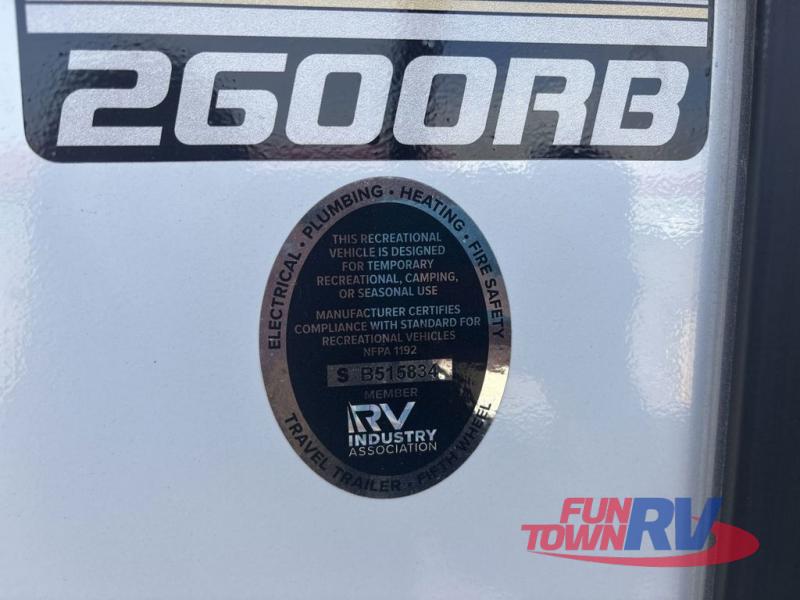 2600RB
ELECTRICAL • PLUMBING • HEATING • FIRE SAFETY
THIS RECREATIONAL
VEHICLE IS DESIGNED
FOR TEMPORARY
RECREATIONAL, CAMPING,
OR SEASONAL USE
MANUFACTURER CERTIFIES
COMPLIANCE WITH STANDARD FOR
RECREATIONAL VEHICLES
NFPA 1192
S B515834
MEMBER
RV
INDUSTRY
ASSOCIATION
TRAVEL TRAILER • FIFTH WHEEL
FUN
TOWN RV